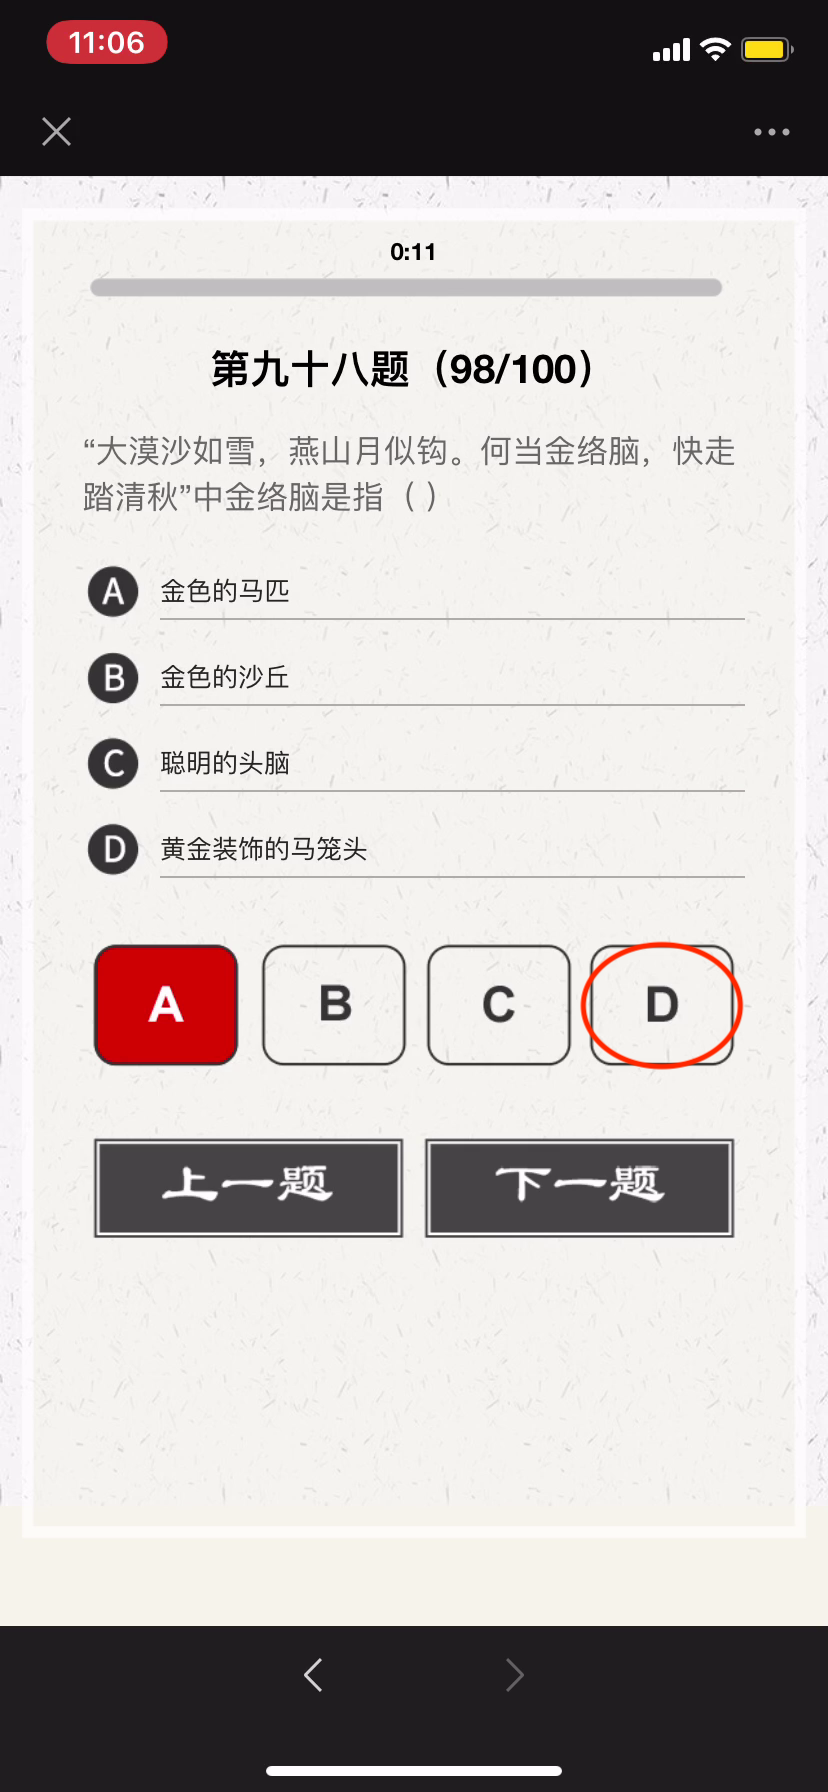 11:06
0:11
第九十八题（98/100）
“大漠沙如雪，燕山月似钩。何当金络脑，快走
踏清秋”中金络脑是指（ ）
A 金色的马匹
B 金色的沙丘
C 聪明的头脑
D 黄金装饰的马笼头
A B C D
上一题 下一题